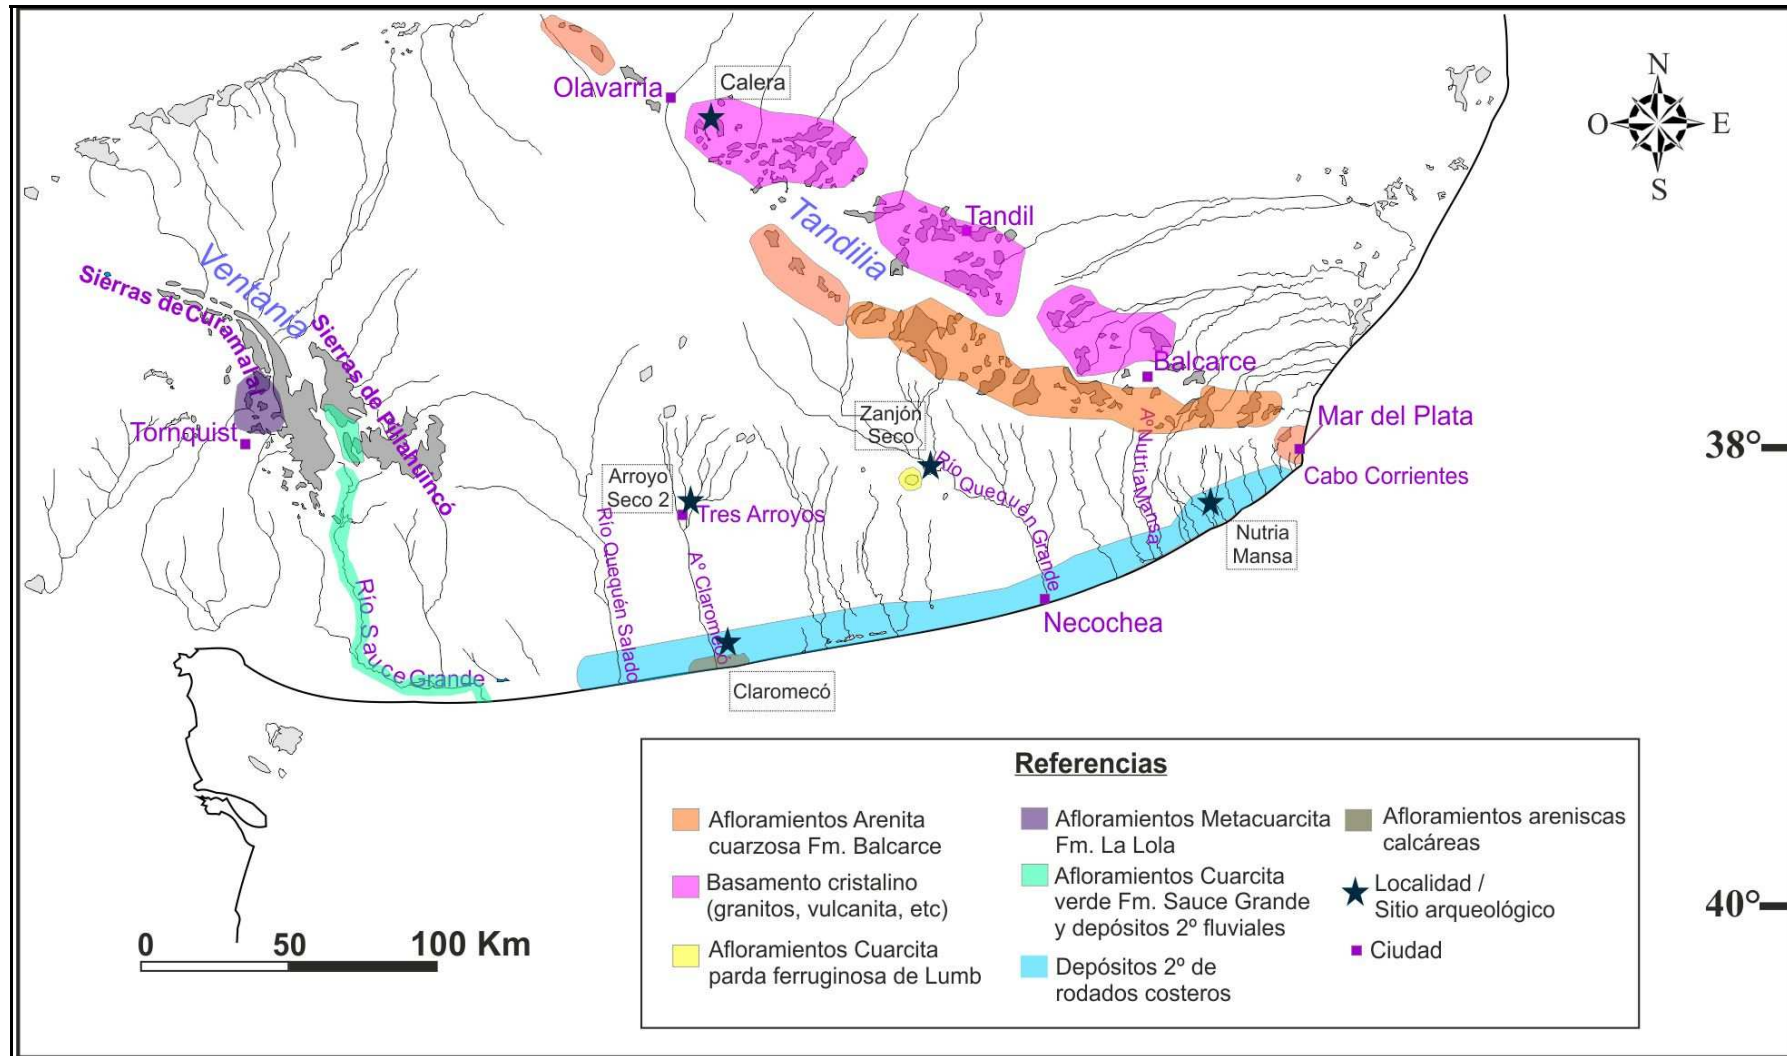 N
O
E
S
Olavarría
Calera
Tandilia
Tandil
Ventania
Sierras de Curamalal
Sierras de Pillahuincó
Balcarce
Tornquist
Zanjón
Seco
Aº Nutria Mansa
Mar del Plata
38°
Cabo Corrientes
Arroyo
Seco 2
Tres Arroyos
Río Quequén Grande
Río Quequén Salado
Nutria
Mansa
Aº Claromecó
Río Sauce Grande
Necochea
Claromecó
Referencias
Afloramientos Arenita
cuarzosa Fm. Balcarce
Basamento cristalino
(granitos, vulcanita, etc)
Afloramientos Cuarcita
parda ferruginosa de Lumb
Afloramientos Metacuarcita
Fm. La Lola
Afloramientos Cuarcita
verde Fm. Sauce Grande
y depósitos 2º fluviales
Depósitos 2º de
rodados costeros
Afloramientos areniscas
calcáreas
Localidad /
Sitio arqueológico
Ciudad
40°
0 50 100 Km